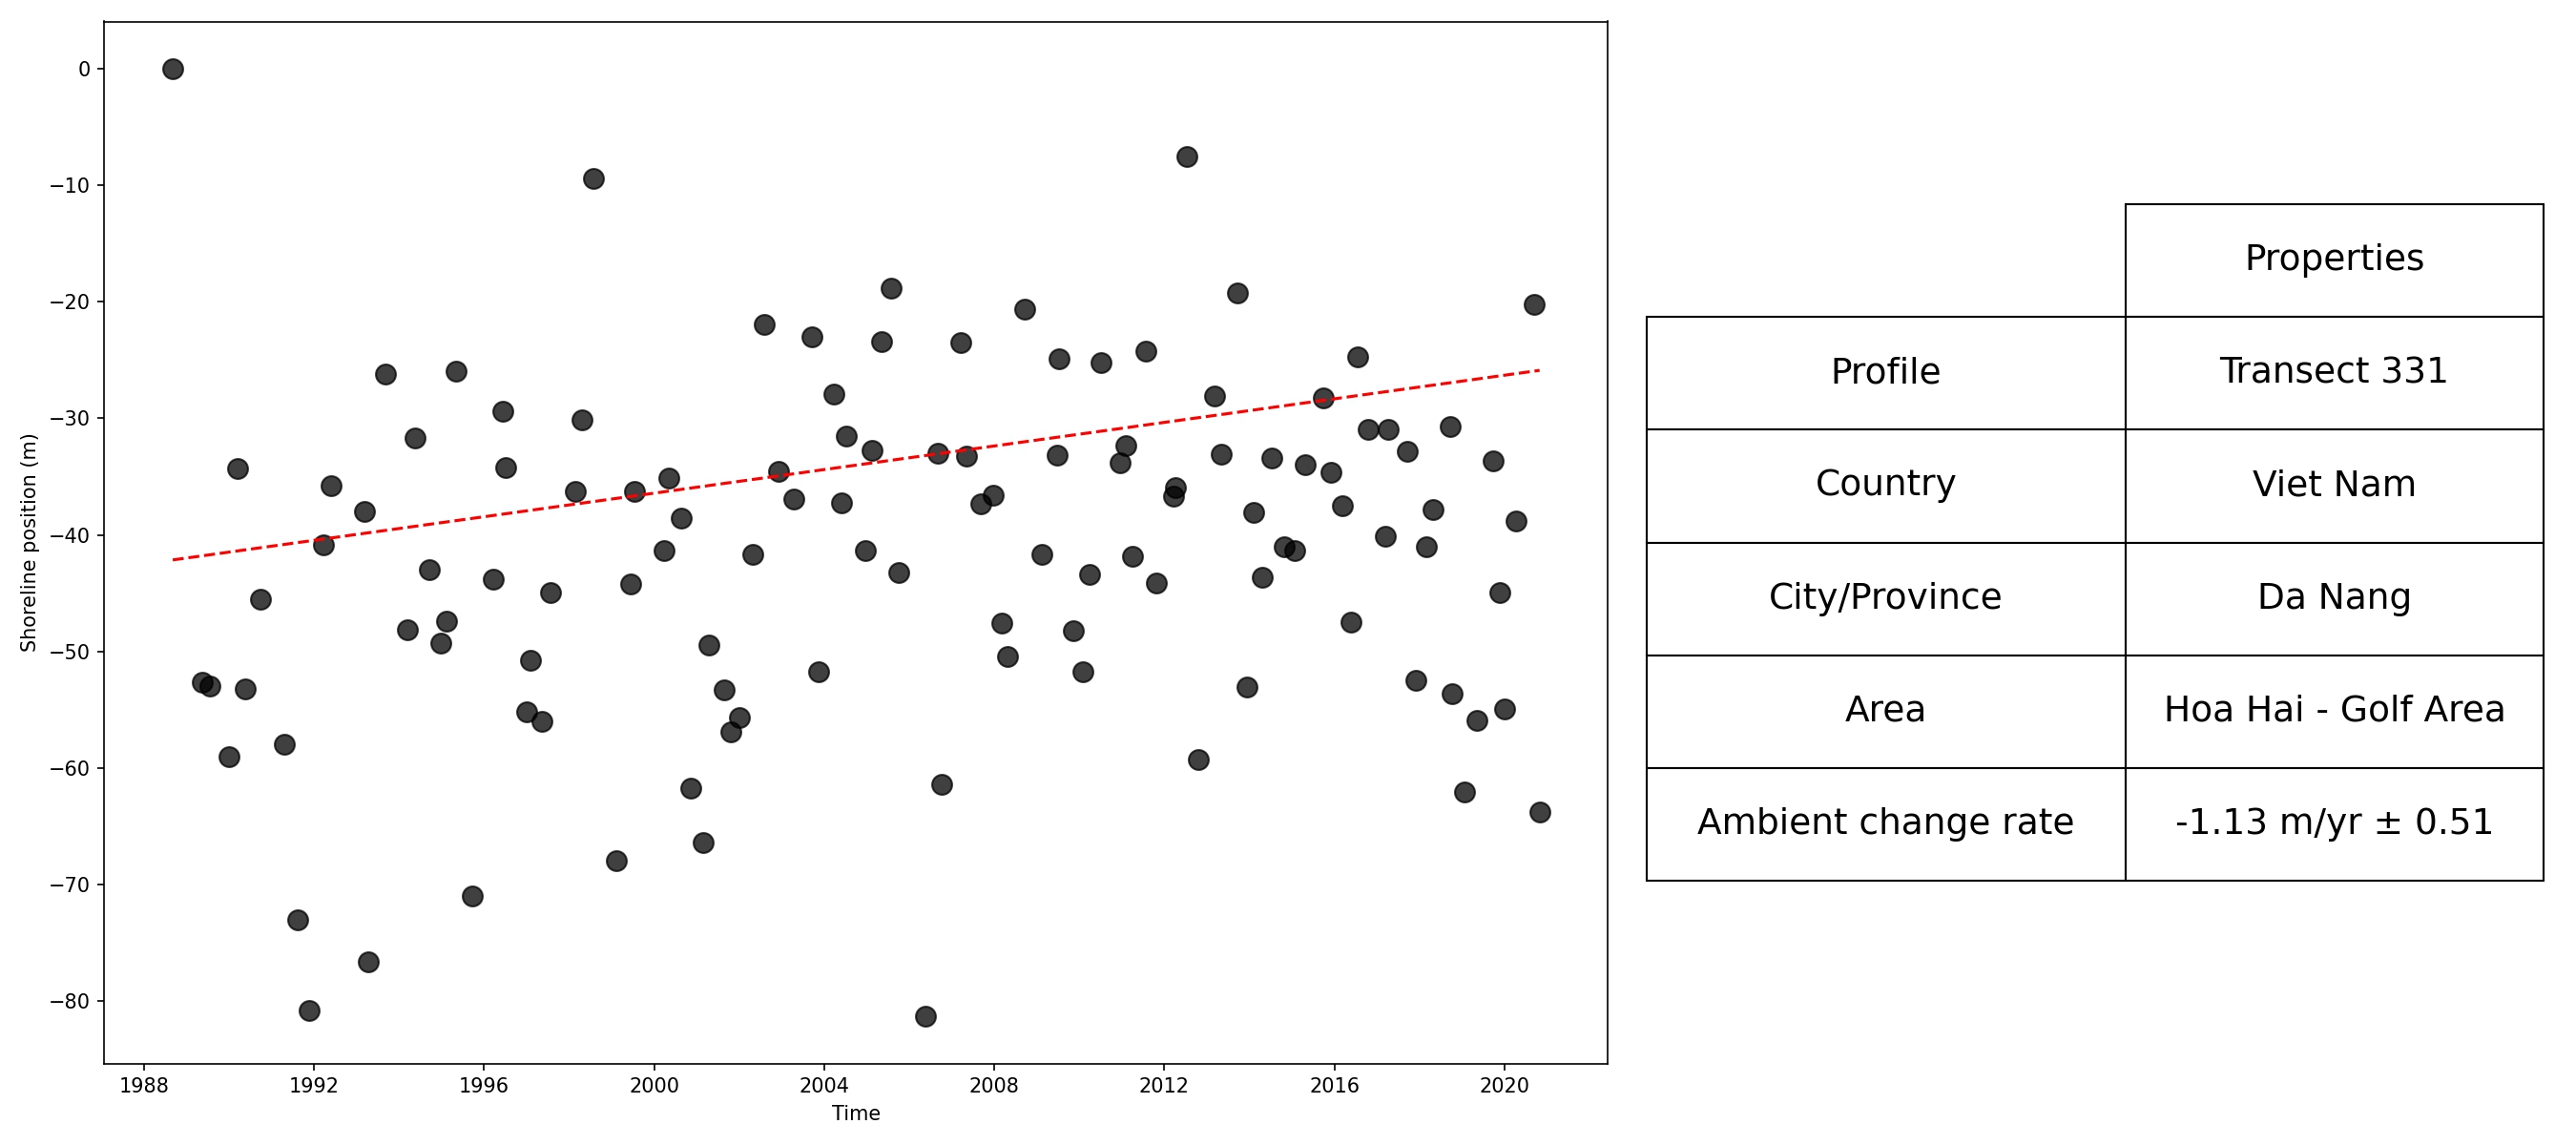 0
−10
−20
−30
−40
−50
−60
−70
−80
Shoreline position (m)
1988 1992 1996 2000 2004 2008 2012 2016 2020
Time
Properties
Profile Transect 331
Country Viet Nam
City/Province Da Nang
Area Hoa Hai - Golf Area
Ambient change rate -1.13 m/yr ± 0.51